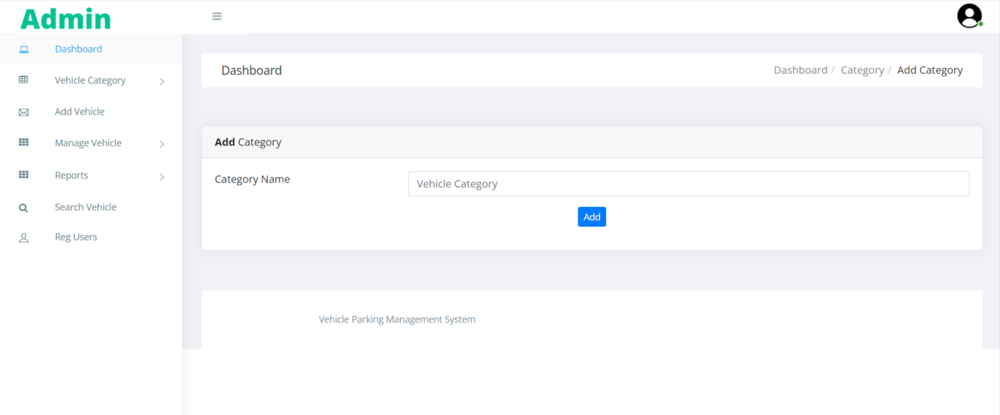 Admin
Dashboard
Vehicle Category
Add Vehicle
Manage Vehicle
Reports
Search Vehicle
Reg Users
Dashboard
Dashboard / Category / Add Category
Add Category
Category Name
Vehicle Category
Add
Vehicle Parking Management System